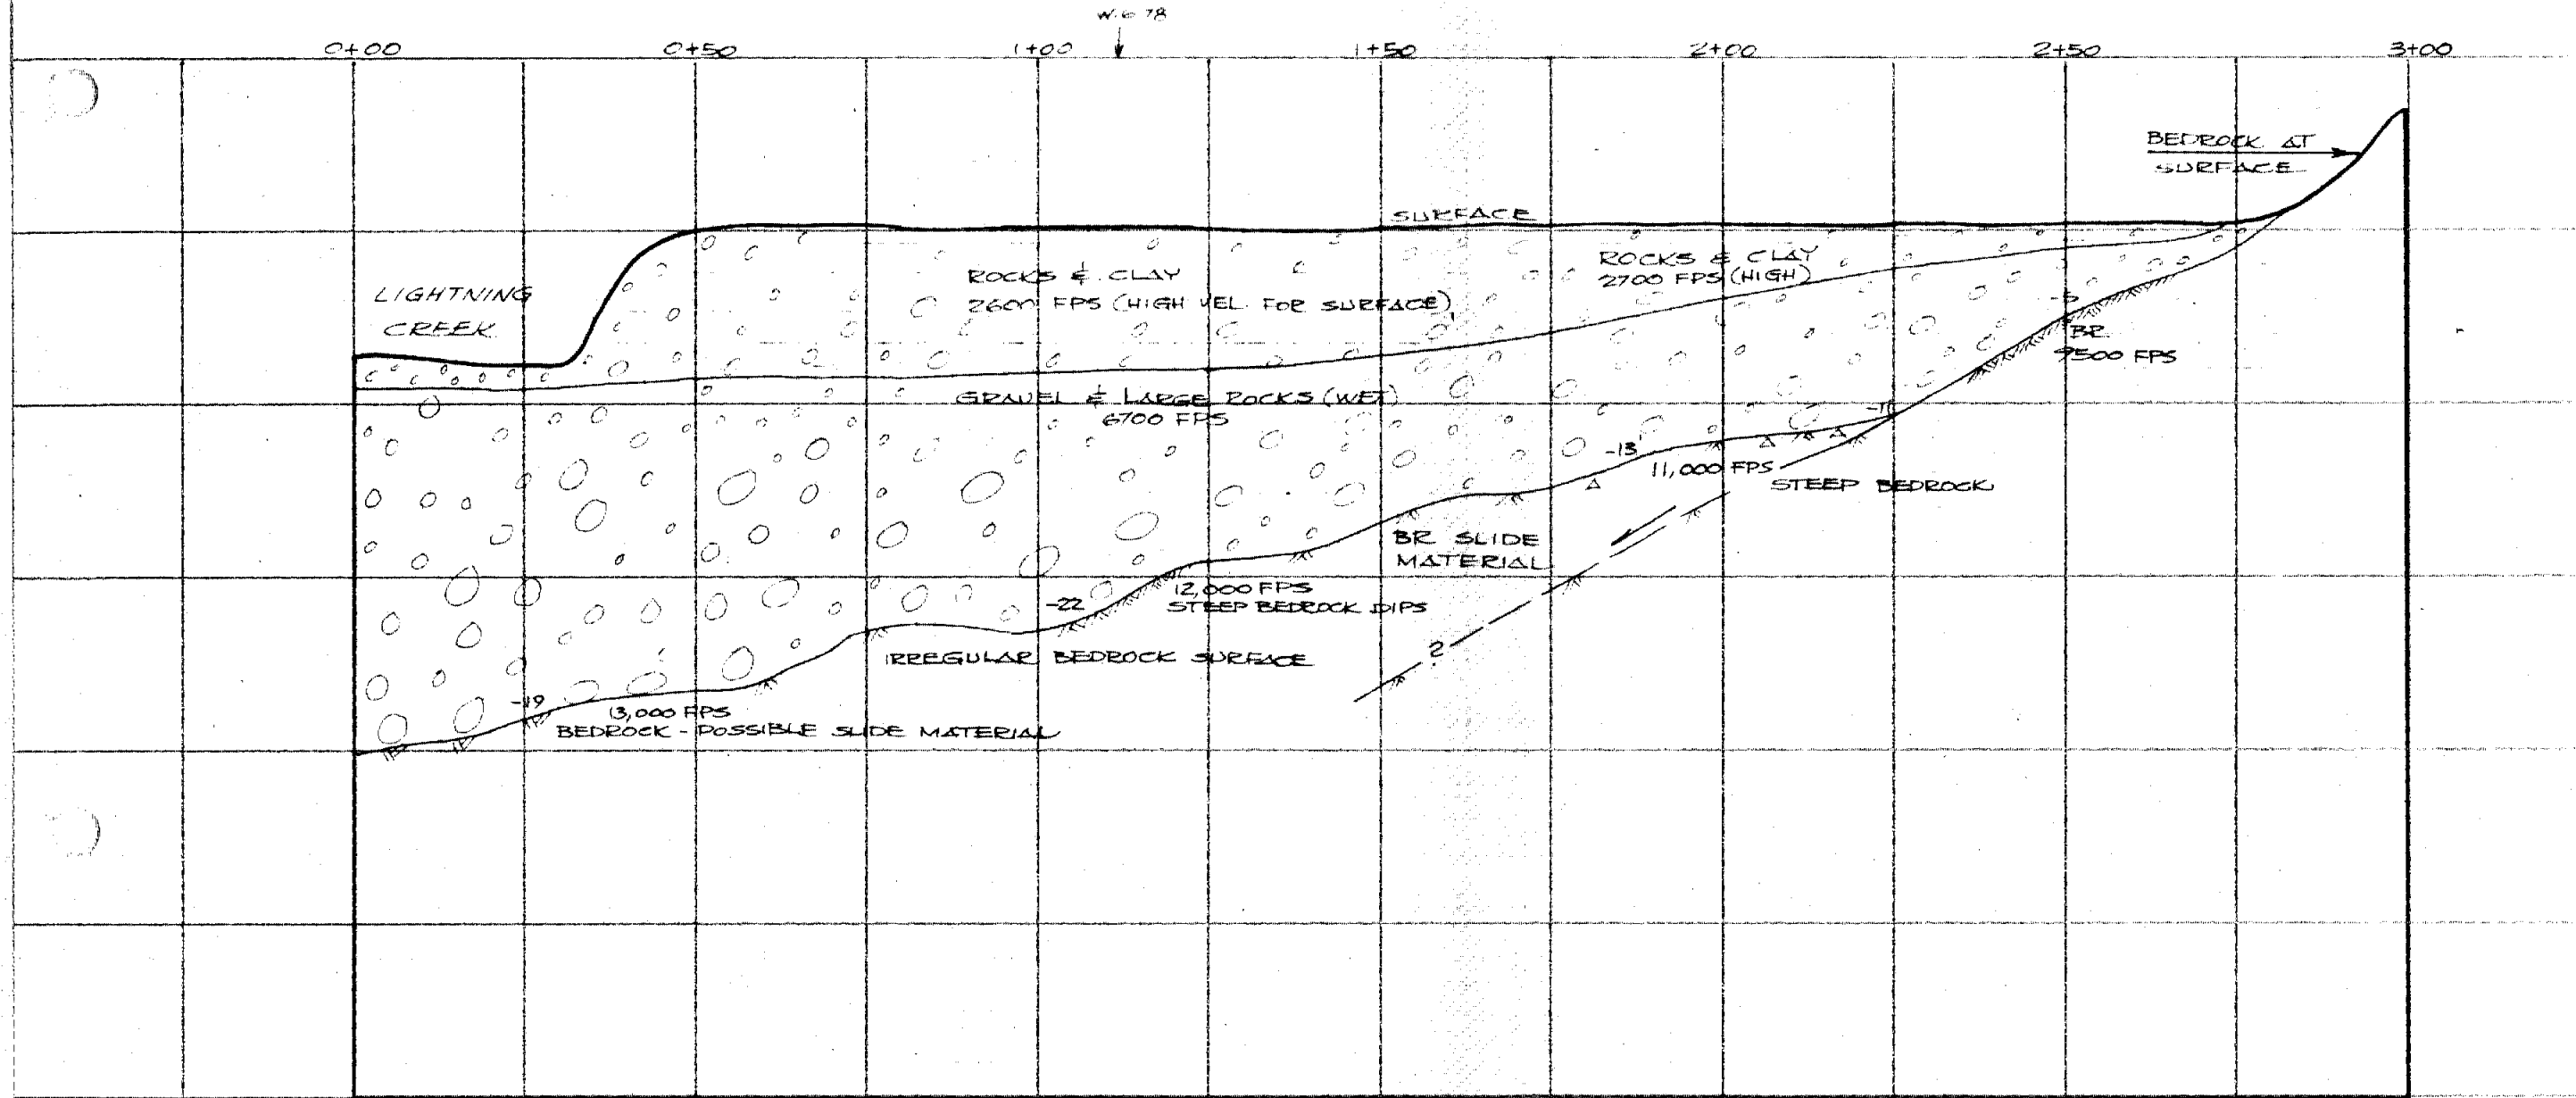 0+00 0+50 1+00 1+50 2+00 2+50 3+00
BEDROCK AT
SURFACE
SURFACE
LIGHTNING
CREEK
ROCKS & CLAY
2600 FPS (HIGH VEL. FOR SURFACE)
ROCKS & CLAY
2700 FPS (HIGH)
-5
BR
9500 FPS
GRAVEL & LARGE ROCKS (WET)
6700 FPS
-13
11,000 FPS
STEEP BEDROCK
BR SLIDE
MATERIAL
-22
12,000 FPS
STEEP BEDROCK DIPS
?
IRREGULAR BEDROCK SURFACE
-19
13,000 FPS
BEDROCK - POSSIBLE SLIDE MATERIAL